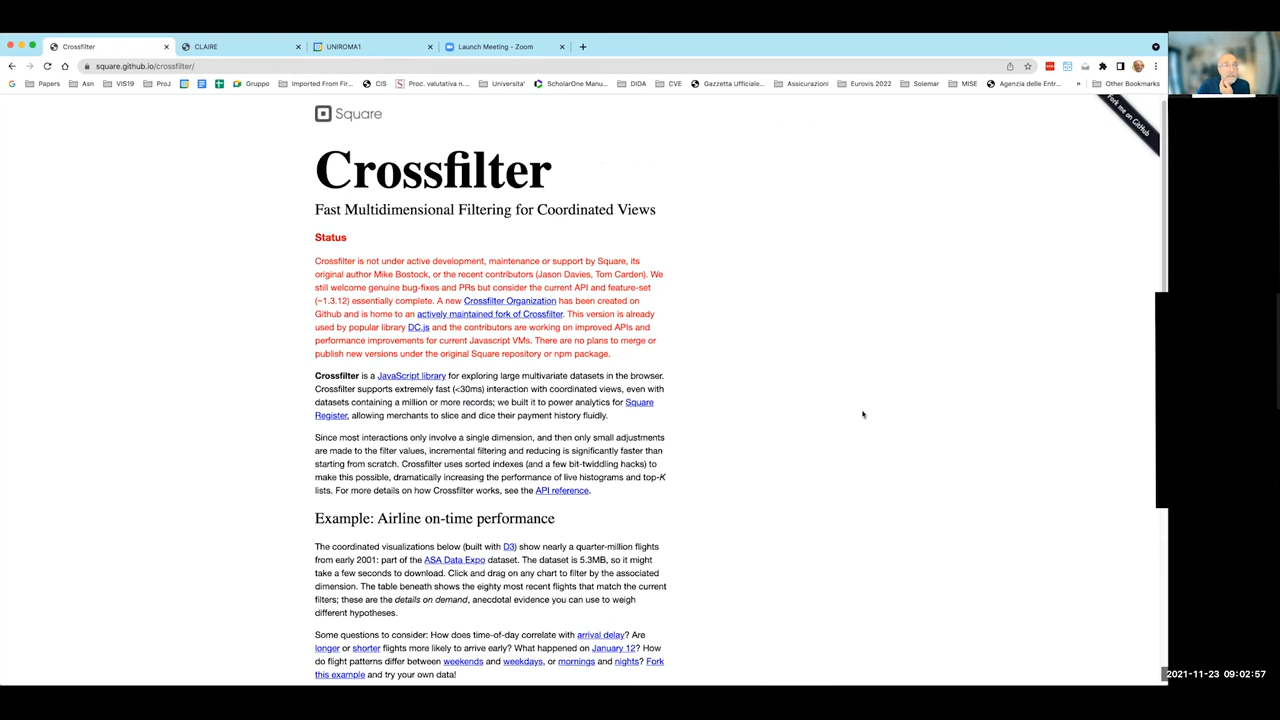 Crossfilter
CLAIRE
UNIROMA1
Launch Meeting - Zoom
square.github.io/crossfilter/
Papers Asn VIS19 ProJ Gruppo Imported From Fir... CIS Proc. valutativa n.... Universita' ScholarOne Manu... DIDA CVE Gazzetta Ufficiale... Assicurazioni Eurovis 2022 Solemar MISE Agenzia delle Entr... » Other Bookmarks
Square
Fork me on GitHub
Crossfilter
Fast Multidimensional Filtering for Coordinated Views
Status
Crossfilter is not under active development, maintenance or support by Square, its
original author Mike Bostock, or the recent contributors (Jason Davies, Tom Carden). We
still welcome genuine bug-fixes and PRs but consider the current API and feature-set
(~1.3.12) essentially complete. A new Crossfilter Organization has been created on
Github and is home to an actively maintained fork of Crossfilter. This version is already
used by popular library DC.js and the contributors are working on improved APIs and
performance improvements for current Javascript VMs. There are no plans to merge or
publish new versions under the original Square repository or npm package.
Crossfilter is a JavaScript library for exploring large multivariate datasets in the browser.
Crossfilter supports extremely fast (<30ms) interaction with coordinated views, even with
datasets containing a million or more records; we built it to power analytics for Square
Register, allowing merchants to slice and dice their payment history fluidly.
Since most interactions only involve a single dimension, and then only small adjustments
are made to the filter values, incremental filtering and reducing is significantly faster than
starting from scratch. Crossfilter uses sorted indexes (and a few bit-twiddling hacks) to
make this possible, dramatically increasing the performance of live histograms and top-K
lists. For more details on how Crossfilter works, see the API reference.
Example: Airline on-time performance
The coordinated visualizations below (built with D3) show nearly a quarter-million flights
from early 2001: part of the ASA Data Expo dataset. The dataset is 5.3MB, so it might
take a few seconds to download. Click and drag on any chart to filter by the associated
dimension. The table beneath shows the eighty most recent flights that match the current
filters; these are the details on demand, anecdotal evidence you can use to weigh
different hypotheses.
Some questions to consider: How does time-of-day correlate with arrival delay? Are
longer or shorter flights more likely to arrive early? What happened on January 12? How
do flight patterns differ between weekends and weekdays, or mornings and nights? Fork
this example and try your own data!
2021-11-23 09:02:57